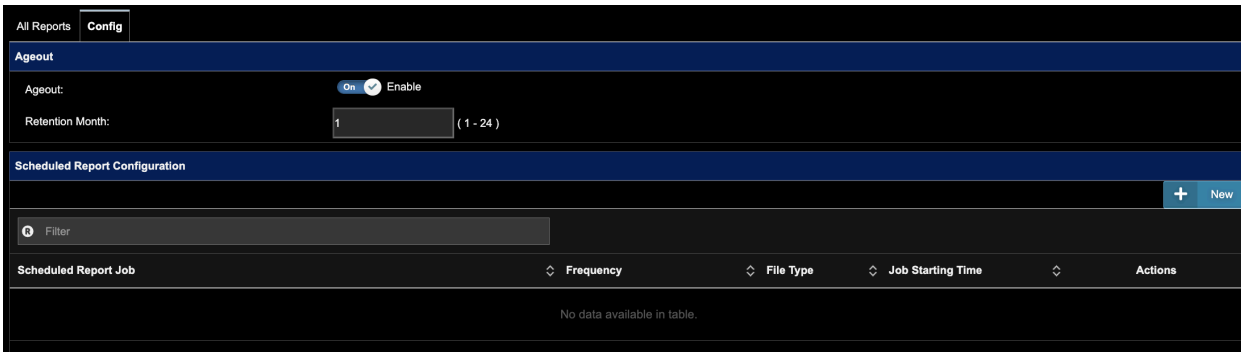 All Reports Config
Ageout
Ageout: On Enable
Retention Month: 1 ( 1 - 24 )
Scheduled Report Configuration
+ New
R Filter
Scheduled Report Job Frequency File Type Job Starting Time Actions
No data available in table.